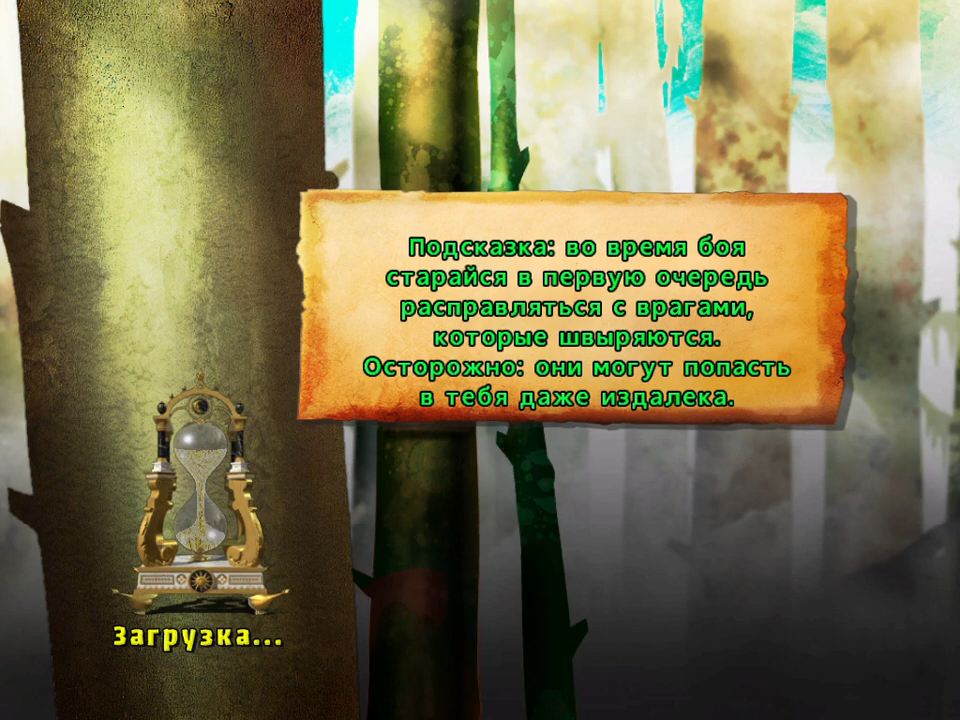 Подсказка: во время боя
старайся в первую очередь
расправляться с врагами,
которые швыряются.
Осторожно: они могут попасть
в тебя даже издалека.
Загрузка...